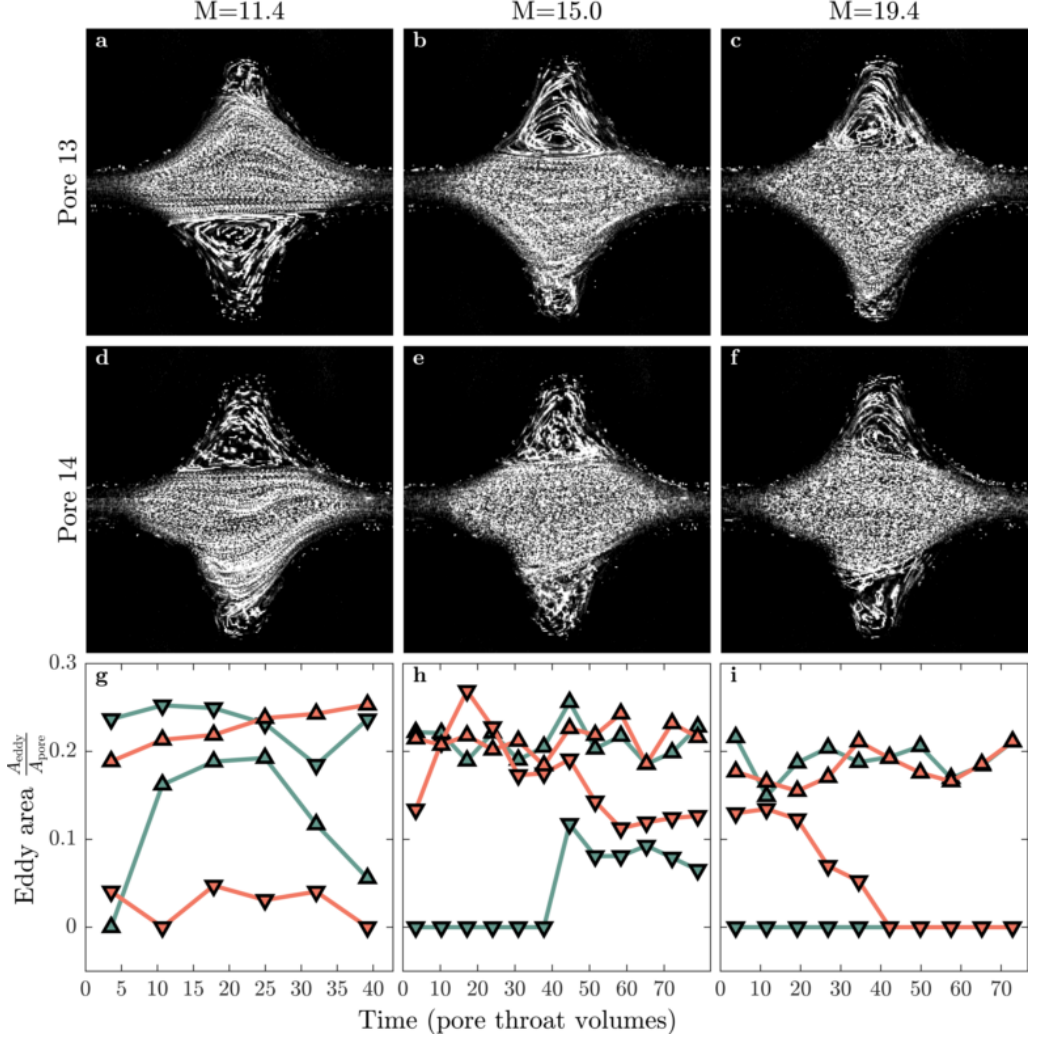 M=11.4 M=15.0 M=19.4
a b c
Pore 13
d e f
Pore 14
g h i
0.3
0.2
0.1
0
Eddy area A_eddy/A_pore
0 5 10 15 20 25 30 35 40 0 10 20 30 40 50 60 70 0 10 20 30 40 50 60 70
Time (pore throat volumes)